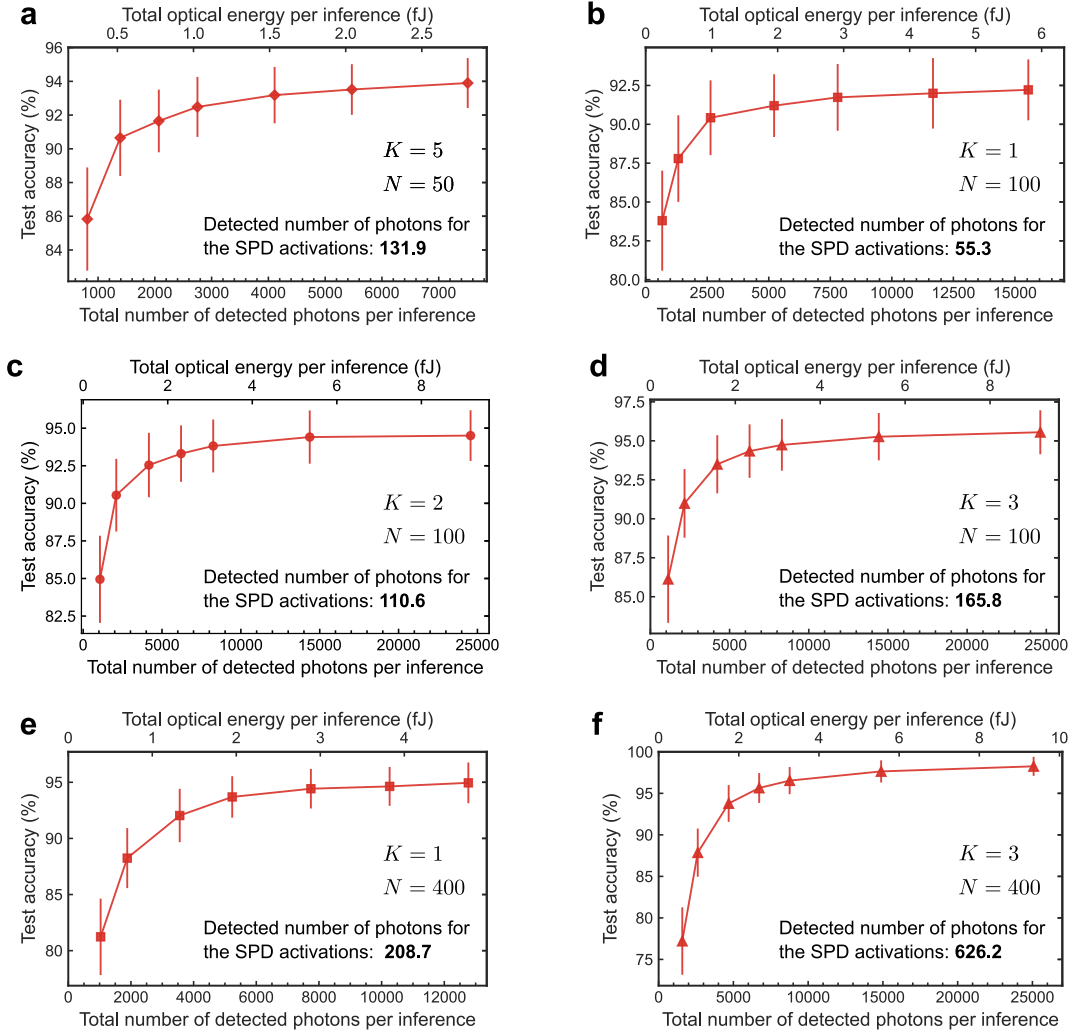 a
Total optical energy per inference (fJ)
0.5 1.0 1.5 2.0 2.5
96
94
92
90
88
86
84
Test accuracy (%)
K = 5
N = 50
Detected number of photons for
the SPD activations: 131.9
1000 2000 3000 4000 5000 6000 7000
Total number of detected photons per inference
b
Total optical energy per inference (fJ)
0 1 2 3 4 5 6
92.5
90.0
87.5
85.0
82.5
80.0
Test accuracy (%)
K = 1
N = 100
Detected number of photons for
the SPD activations: 55.3
0 2500 5000 7500 10000 12500 15000
Total number of detected photons per inference
c
Total optical energy per inference (fJ)
0 2 4 6 8
95.0
92.5
90.0
87.5
85.0
82.5
Test accuracy (%)
K = 2
N = 100
Detected number of photons for
the SPD activations: 110.6
0 5000 10000 15000 20000 25000
Total number of detected photons per inference
d
Total optical energy per inference (fJ)
0 2 4 6 8
97.5
95.0
92.5
90.0
87.5
85.0
Test accuracy (%)
K = 3
N = 100
Detected number of photons for
the SPD activations: 165.8
0 5000 10000 15000 20000 25000
Total number of detected photons per inference
e
Total optical energy per inference (fJ)
0 1 2 3 4
95
90
85
80
Test accuracy (%)
K = 1
N = 400
Detected number of photons for
the SPD activations: 208.7
0 2000 4000 6000 8000 10000 12000
Total number of detected photons per inference
f
Total optical energy per inference (fJ)
0 2 4 6 8 10
100
95
90
85
80
75
Test accuracy (%)
K = 3
N = 400
Detected number of photons for
the SPD activations: 626.2
0 5000 10000 15000 20000 25000
Total number of detected photons per inference